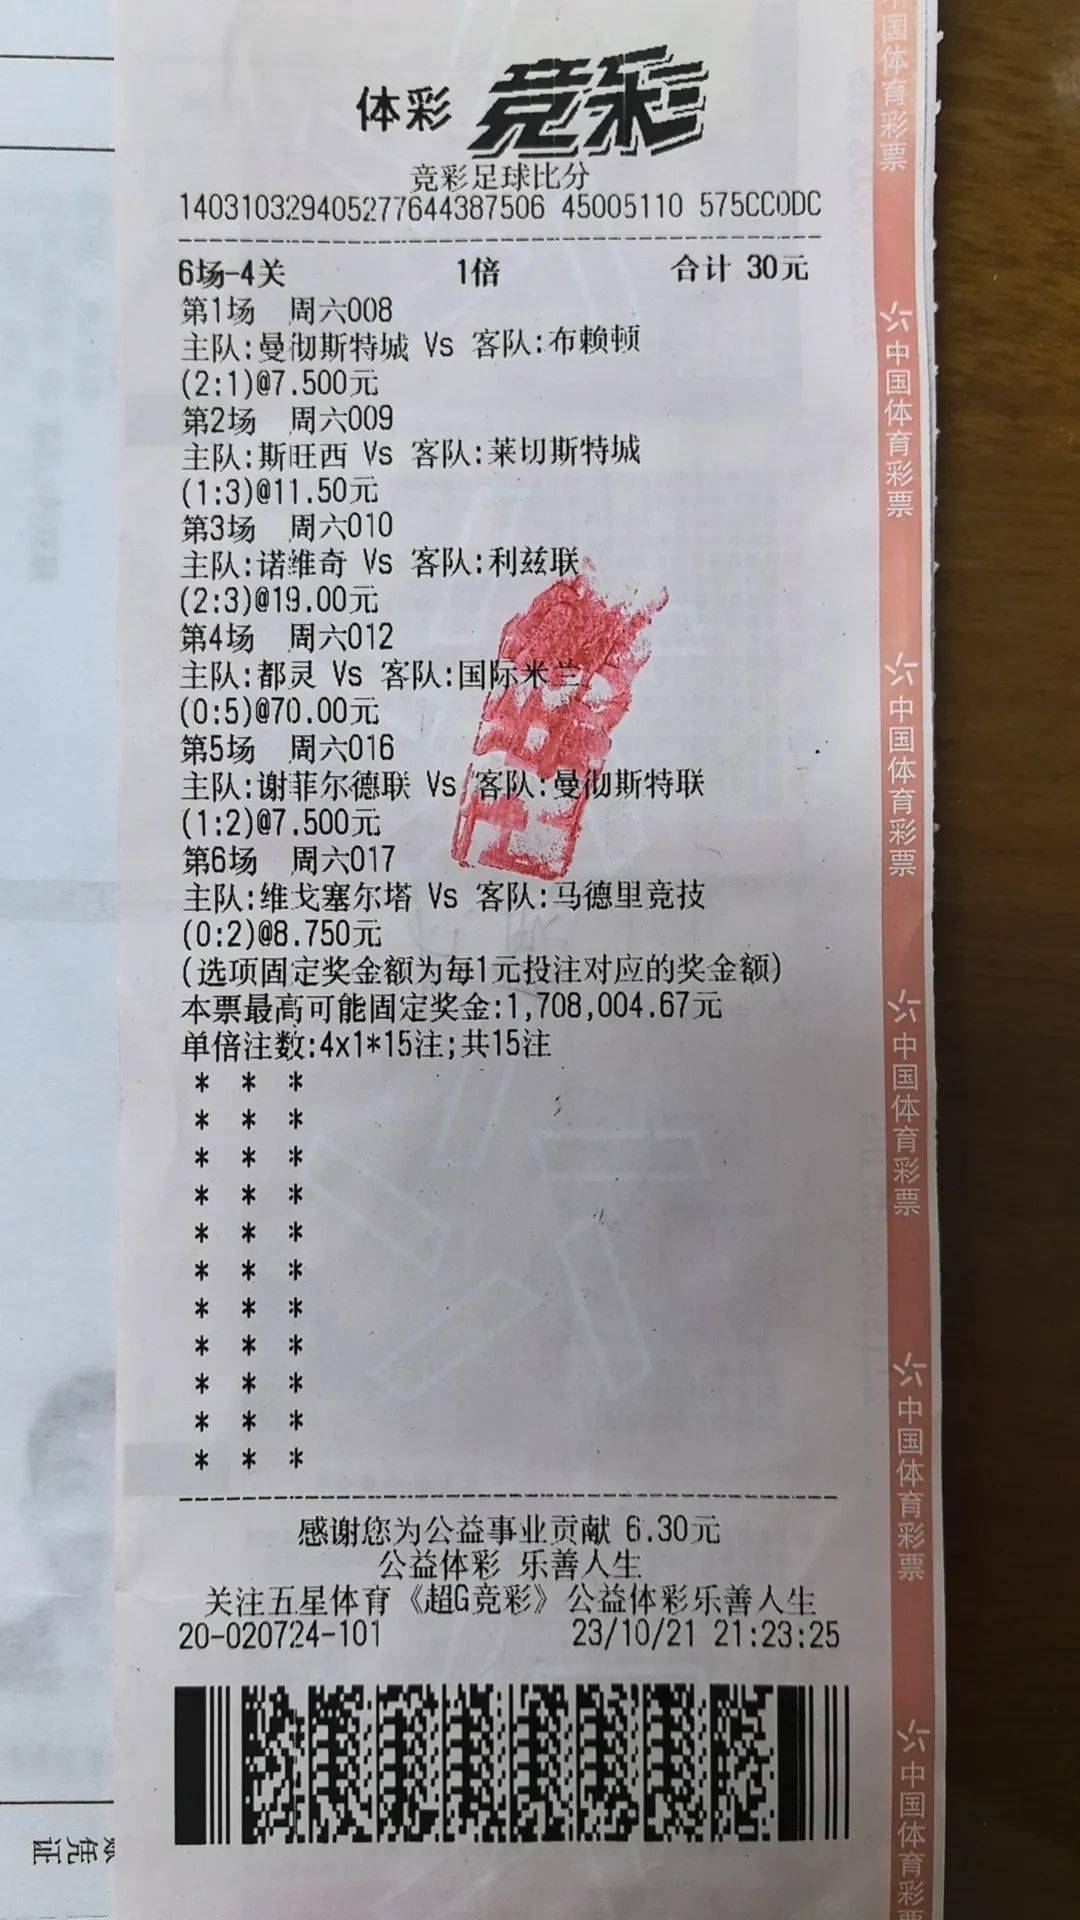 体彩 竞彩
竞彩足球比分
140310329405277644387506 45005110 575CC0DC
6场-4关 1倍 合计 30元
第1场 周六008
主队:曼彻斯特城 Vs 客队:布赖顿
(2:1)@7.500元
第2场 周六009
主队:斯旺西 Vs 客队:莱切斯特城
(1:3)@11.50元
第3场 周六010
主队:诺维奇 Vs 客队:利兹联
(2:3)@19.00元
第4场 周六012
主队:都灵 Vs 客队:国际米兰
(0:5)@70.00元
第5场 周六016
主队:谢菲尔德联 Vs 客队:曼彻斯特联
(1:2)@7.500元
第6场 周六017
主队:维戈塞尔塔 Vs 客队:马德里竞技
(0:2)@8.750元
(选项固定奖金额为每1元投注对应的奖金额)
本票最高可能固定奖金:1,708,004.67元
单倍注数:4x1*15注;共15注
* * *
* * *
* * *
* * *
* * *
* * *
* * *
* * *
* * *
* * *
* * *
感谢您为公益事业贡献 6.30元
公益体彩 乐善人生
关注五星体育《超G竞彩》公益体彩乐善人生
20-020724-101 23/10/21 21:23:25
中国体育彩票
中国体育彩票
中国体育彩票
中国体育彩票
中国体育彩票
中国体育彩票
凭证